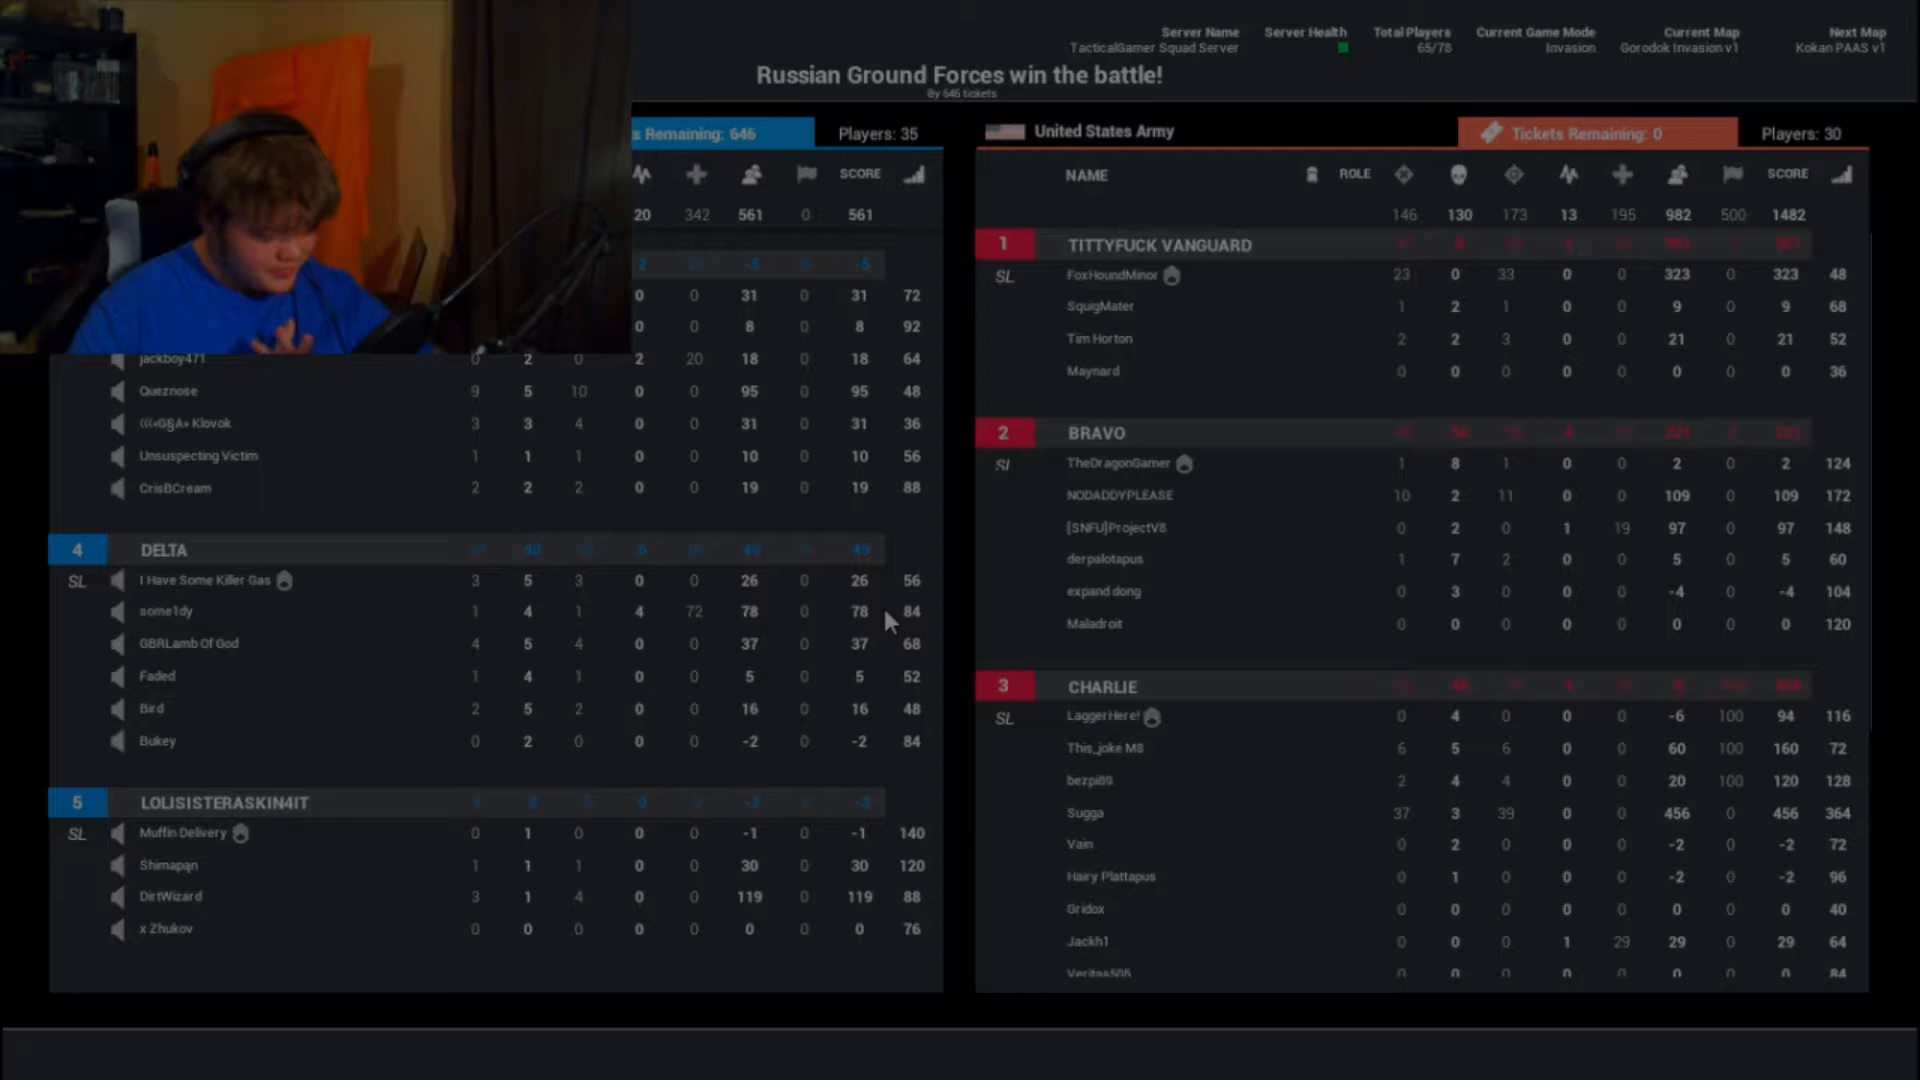 Server Name Server Health Total Players Current Game Mode Current Map Next Map
TacticalGamer Squad Server 65/78 Invasion Gorodok Invasion v1 Kokan PAAS v1
Russian Ground Forces win the battle!
By 646 tickets
s Remaining: 646 Players: 35
SCORE
20 342 561 0 561
2 -5 -5
0 0 31 0 31 72
0 0 8 0 8 92
jackboy471 0 2 0 2 20 18 0 18 64
Queznose 9 5 10 0 0 95 0 95 48
(((«G§A» Klovok 3 3 4 0 0 31 0 31 36
Unsuspecting Victim 1 1 1 0 0 10 0 10 56
CrisBCream 2 2 2 0 0 19 0 19 88
4 DELTA
SL I Have Some Killer Gas 3 5 3 0 0 26 0 26 56
some1dy 1 4 1 4 72 78 0 78 84
GBRLamb Of God 4 5 4 0 0 37 0 37 68
Faded 1 4 1 0 0 5 0 5 52
Bird 2 5 2 0 0 16 0 16 48
Bukey 0 2 0 0 0 -2 0 -2 84
5 LOLISISTERASKIN4IT
SL Muffin Delivery 0 1 0 0 0 -1 0 -1 140
Shimapan 1 1 1 0 0 30 0 30 120
DirtWizard 3 1 4 0 0 119 0 119 88
x Zhukov 0 0 0 0 0 0 0 0 76
United States Army Tickets Remaining: 0 Players: 30
NAME ROLE SCORE
146 130 173 13 195 982 500 1482
1 TITTYFUCK VANGUARD
SL FoxHoundMinor 23 0 33 0 0 323 0 323 48
SquigMater 1 2 1 0 0 9 0 9 68
Tim Horton 2 2 3 0 0 21 0 21 52
Maynard 0 0 0 0 0 0 0 0 36
2 BRAVO
SL TheDragonGamer 1 8 1 0 0 2 0 2 124
NODADDYPLEASE 10 2 11 0 0 109 0 109 172
[SNFU]ProjectV8 0 2 0 1 19 97 0 97 148
derpalotapus 1 7 2 0 0 5 0 5 60
expand dong 0 3 0 0 0 -4 0 -4 104
Maladroit 0 0 0 0 0 0 0 0 120
3 CHARLIE
SL LaggerHere! 0 4 0 0 0 -6 100 94 116
This_joke M8 6 5 6 0 0 60 100 160 72
bezpi89 2 4 4 0 0 20 100 120 128
Sugga 37 3 39 0 0 456 0 456 364
Vain 0 2 0 0 0 -2 0 -2 72
Hairy Plattapus 0 1 0 0 0 -2 0 -2 96
Gridox 0 0 0 0 0 0 0 0 40
Jackh1 0 0 0 1 29 29 0 29 64
Veritas505 0 0 0 0 0 0 0 0 84